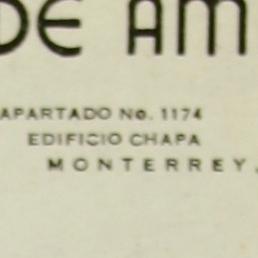 DE AM
APARTADO No. 1174
EDIFICIO CHAPA
MONTERREY,